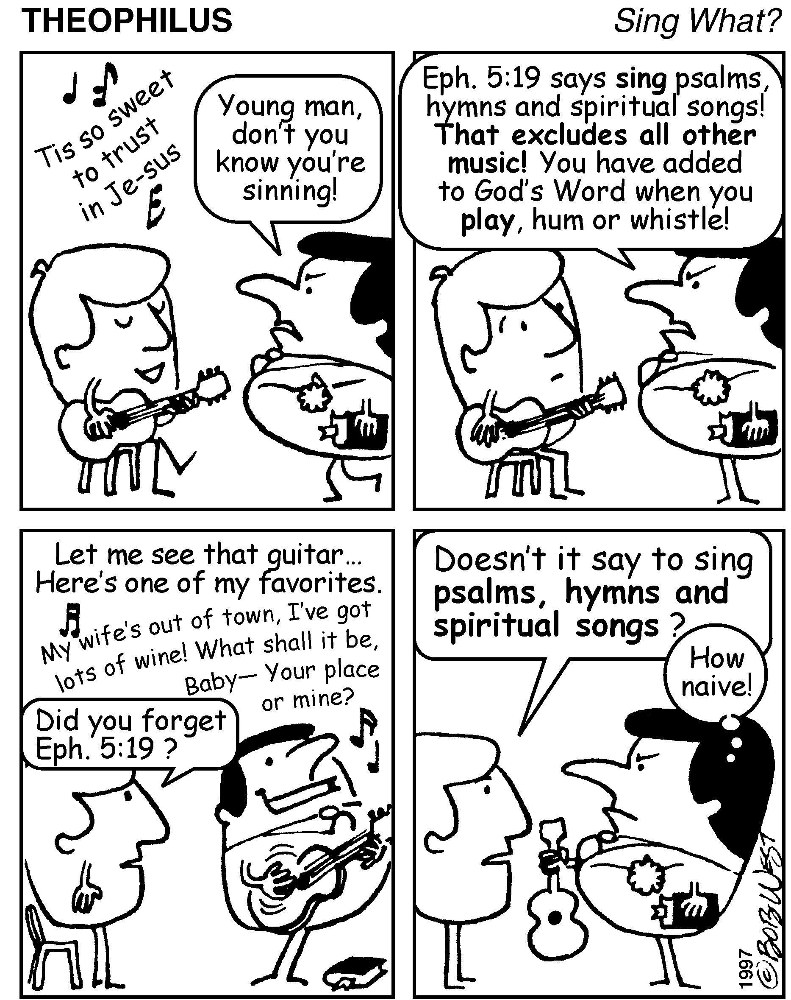 THEOPHILUS
Sing What?
Tis so sweet
to trust
in Je-sus
Young man,
don't you
know you're
sinning!
Eph. 5:19 says sing psalms,
hymns and spiritual songs!
That excludes all other
music! You have added
to God's Word when you
play, hum or whistle!
Let me see that guitar...
Here's one of my favorites.
My wife's out of town, I've got
lots of wine! What shall it be,
Baby— Your place
or mine?
Did you forget
Eph. 5:19 ?
Doesn't it say to sing
psalms, hymns and
spiritual songs ?
How
naive!
1997
©BOB WEST